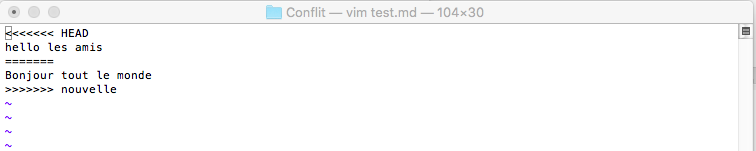 Conflit — vim test.md — 104×30
<<<<<<< HEAD
hello les amis
=======
Bonjour tout le monde
>>>>>>> nouvelle
~
~
~
~